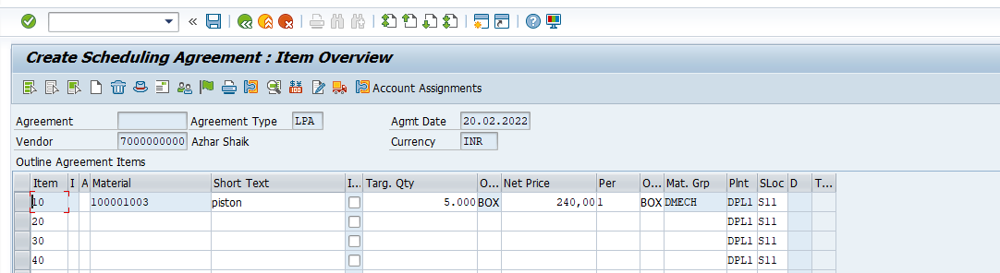 Create Scheduling Agreement : Item Overview
Account Assignments
Agreement Agreement Type LPA Agmt Date 20.02.2022
Vendor 7000000000 Azhar Shaik Currency INR
Outline Agreement Items
Item I A Material Short Text I... Targ. Qty O... Net Price Per O... Mat. Grp Plnt SLoc D T...
10 100001003 piston 5.000 BOX 240,00 1 BOX DMECH DPL1 S11
20 DPL1 S11
30 DPL1 S11
40 DPL1 S11